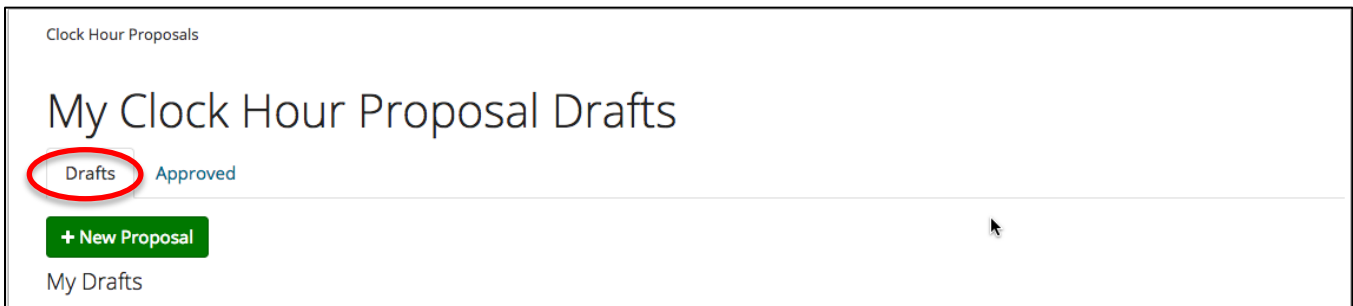 Clock Hour Proposals
My Clock Hour Proposal Drafts
Drafts Approved
+ New Proposal
My Drafts